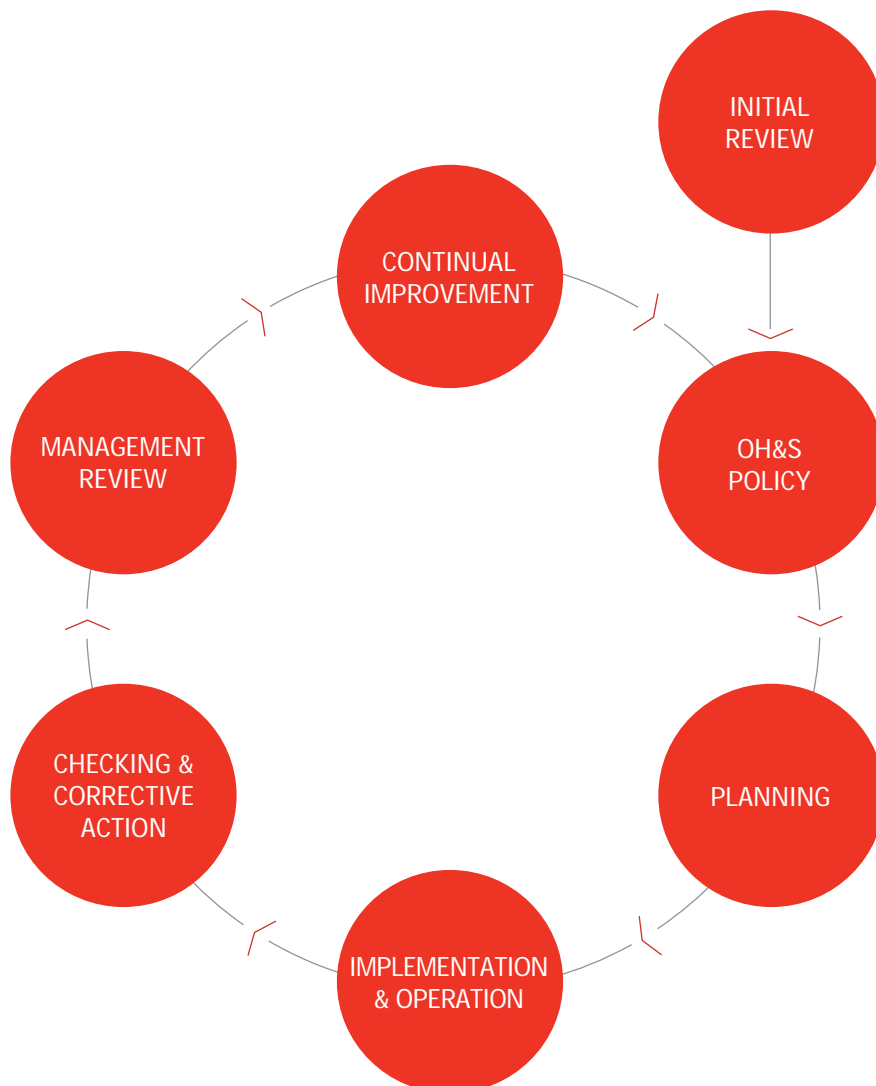 INITIAL
REVIEW
CONTINUAL
IMPROVEMENT
MANAGEMENT
REVIEW
OH&S
POLICY
CHECKING &
CORRECTIVE
ACTION
PLANNING
IMPLEMENTATION
& OPERATION